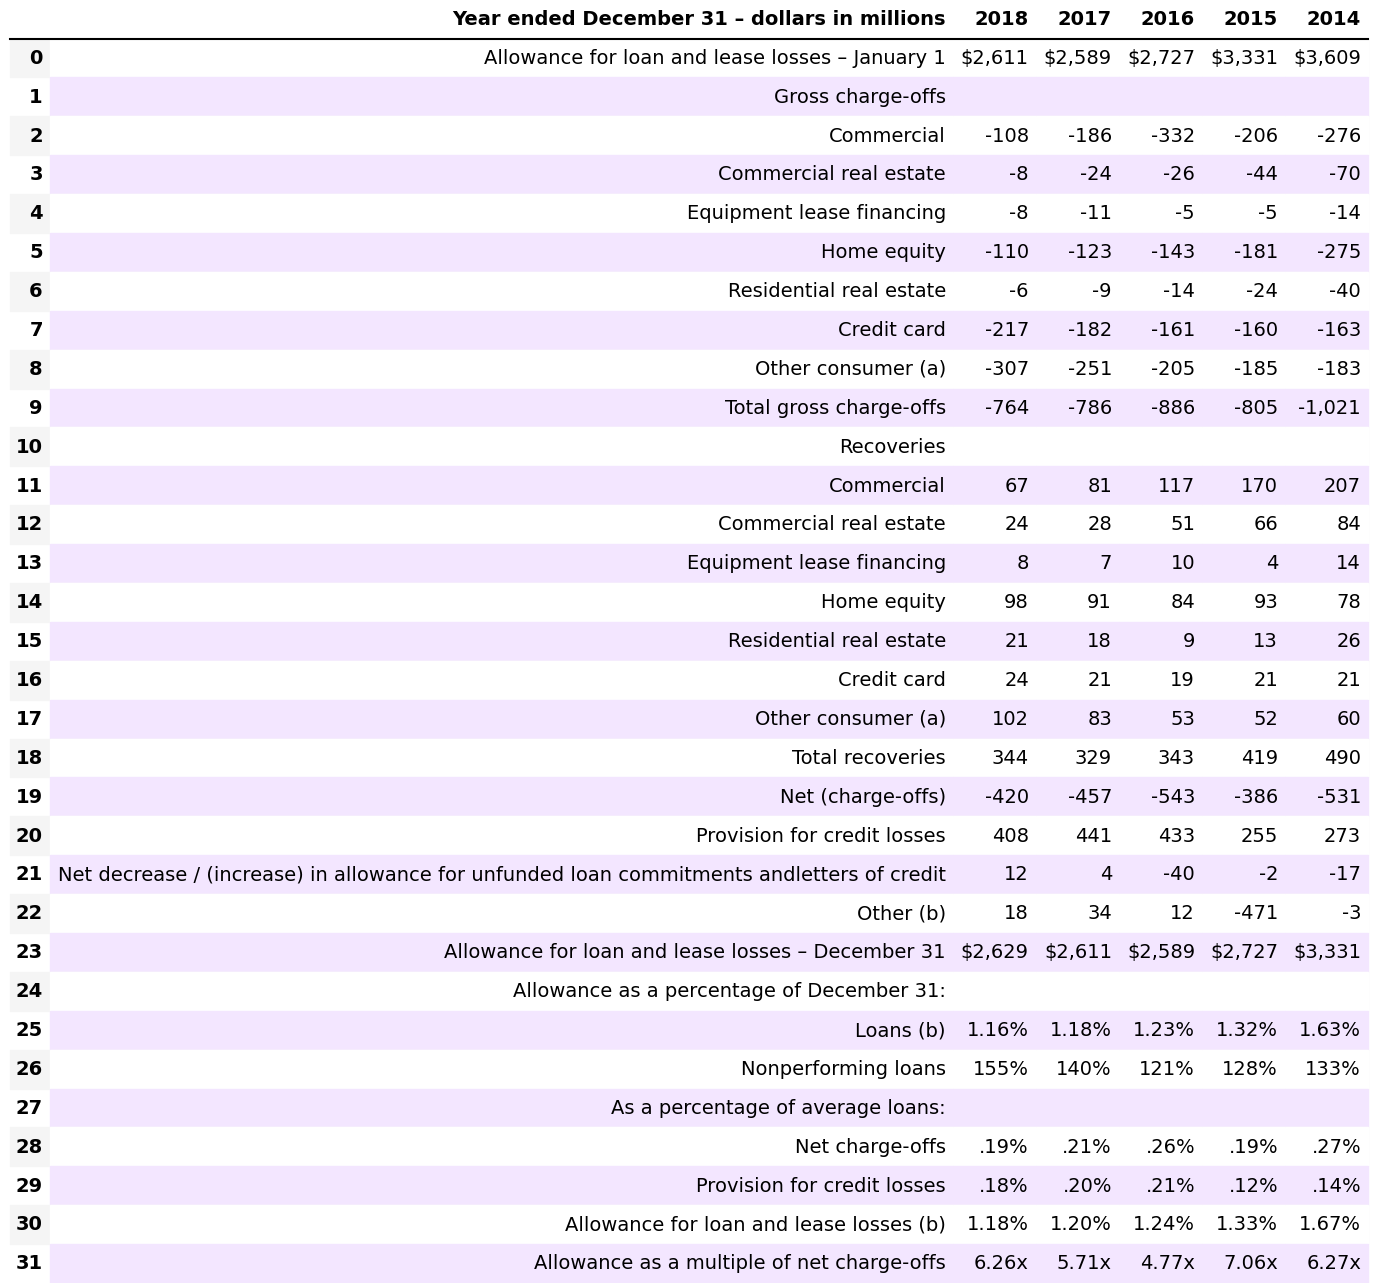 Year ended December 31 – dollars in millions 2018 2017 2016 2015 2014
0 Allowance for loan and lease losses – January 1 $2,611 $2,589 $2,727 $3,331 $3,609
1 Gross charge-offs
2 Commercial -108 -186 -332 -206 -276
3 Commercial real estate -8 -24 -26 -44 -70
4 Equipment lease financing -8 -11 -5 -5 -14
5 Home equity -110 -123 -143 -181 -275
6 Residential real estate -6 -9 -14 -24 -40
7 Credit card -217 -182 -161 -160 -163
8 Other consumer (a) -307 -251 -205 -185 -183
9 Total gross charge-offs -764 -786 -886 -805 -1,021
10 Recoveries
11 Commercial 67 81 117 170 207
12 Commercial real estate 24 28 51 66 84
13 Equipment lease financing 8 7 10 4 14
14 Home equity 98 91 84 93 78
15 Residential real estate 21 18 9 13 26
16 Credit card 24 21 19 21 21
17 Other consumer (a) 102 83 53 52 60
18 Total recoveries 344 329 343 419 490
19 Net (charge-offs) -420 -457 -543 -386 -531
20 Provision for credit losses 408 441 433 255 273
21 Net decrease / (increase) in allowance for unfunded loan commitments andletters of credit 12 4 -40 -2 -17
22 Other (b) 18 34 12 -471 -3
23 Allowance for loan and lease losses – December 31 $2,629 $2,611 $2,589 $2,727 $3,331
24 Allowance as a percentage of December 31:
25 Loans (b) 1.16% 1.18% 1.23% 1.32% 1.63%
26 Nonperforming loans 155% 140% 121% 128% 133%
27 As a percentage of average loans:
28 Net charge-offs .19% .21% .26% .19% .27%
29 Provision for credit losses .18% .20% .21% .12% .14%
30 Allowance for loan and lease losses (b) 1.18% 1.20% 1.24% 1.33% 1.67%
31 Allowance as a multiple of net charge-offs 6.26x 5.71x 4.77x 7.06x 6.27x